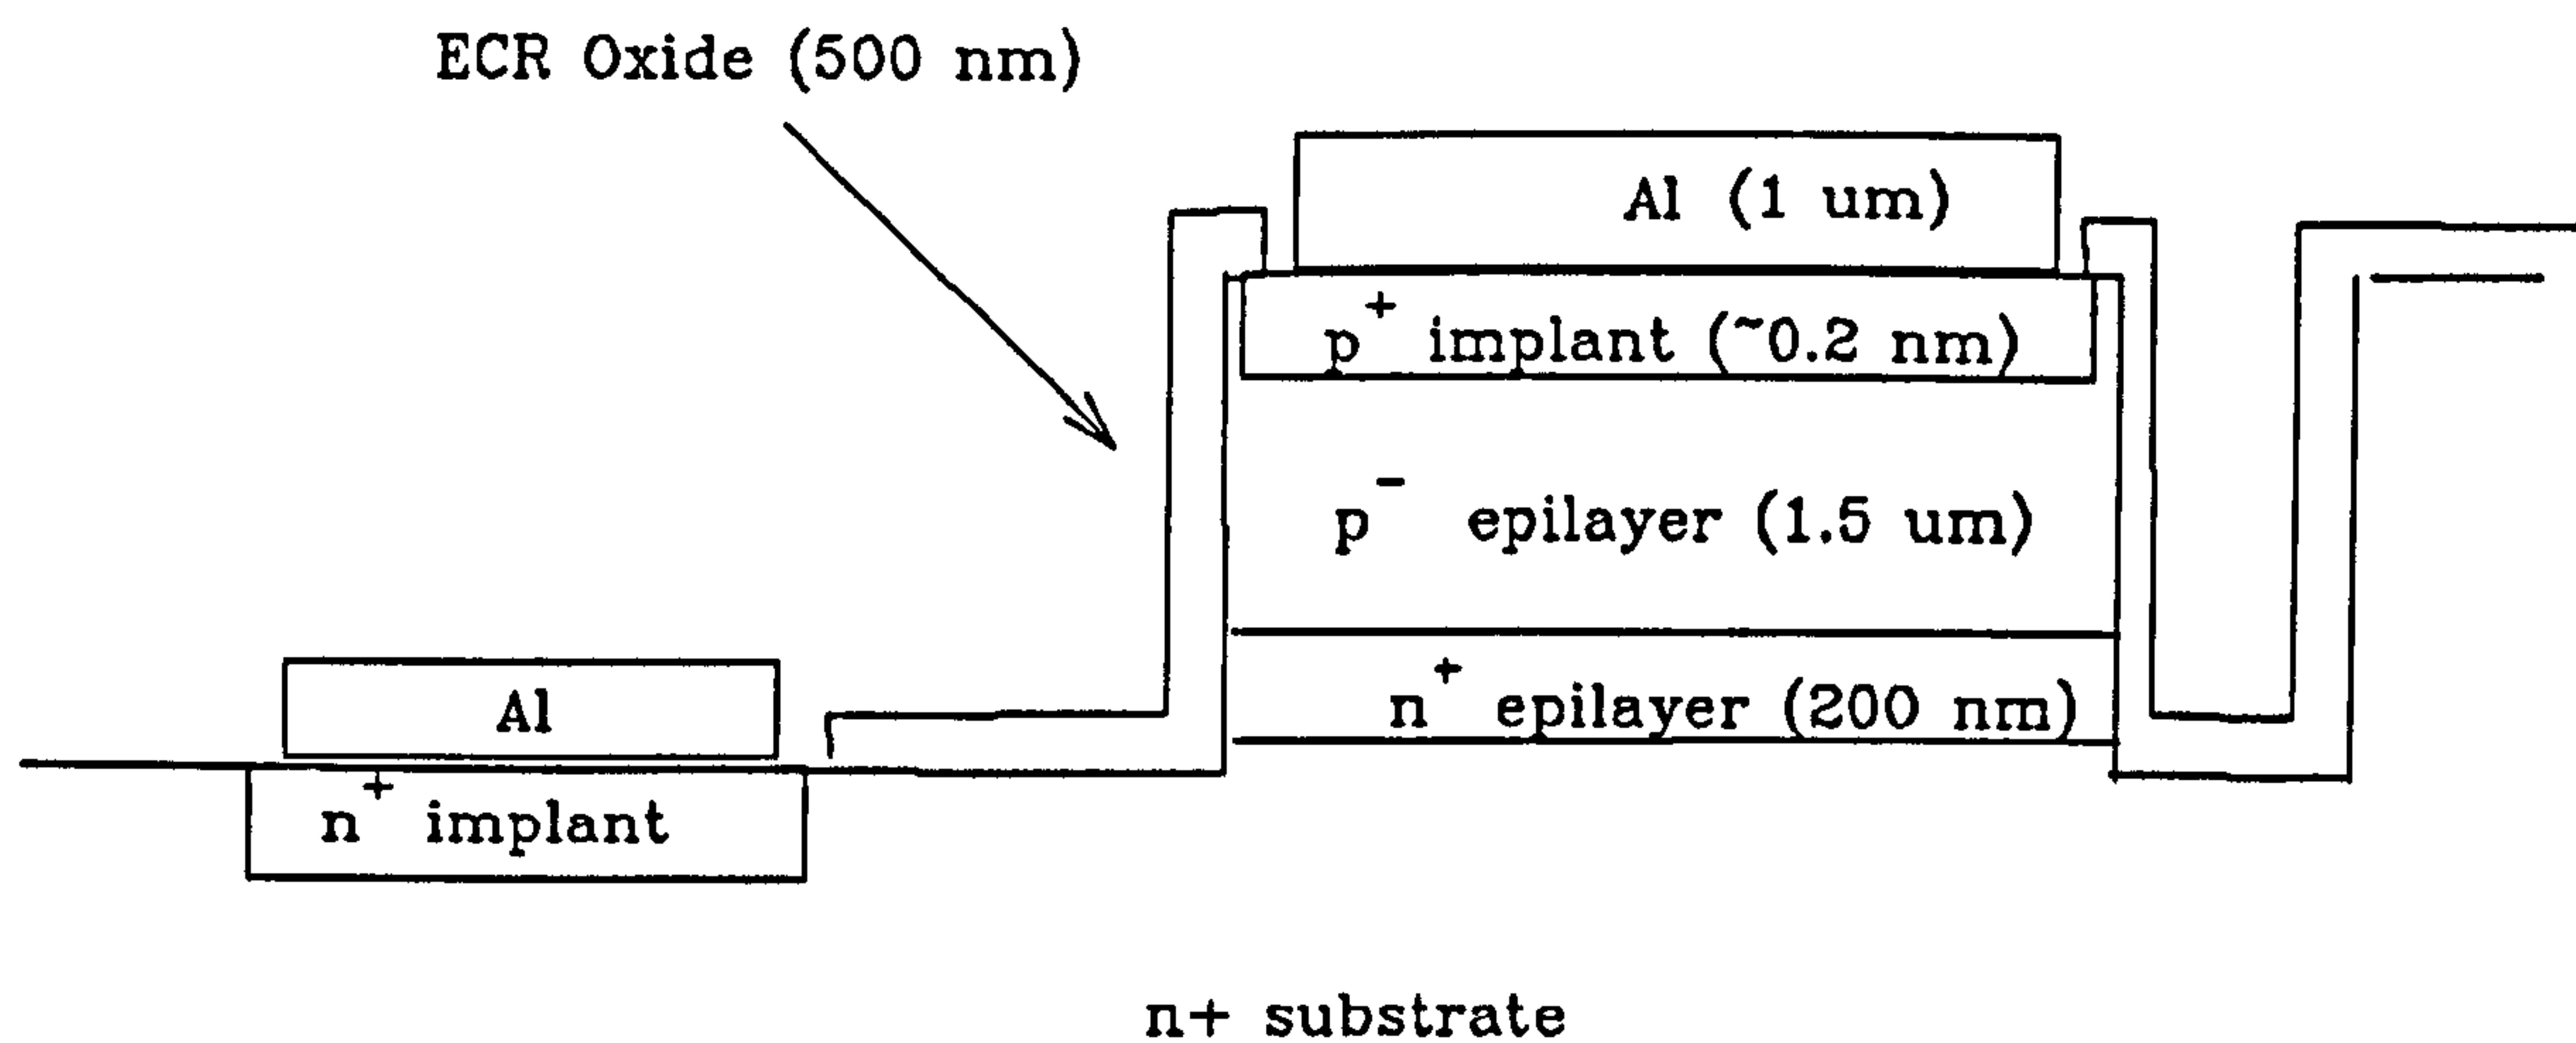 ECR Oxide (500 nm)
Al (1 um)
p⁺ implant (~0.2 nm)
p⁻ epilayer (1.5 um)
n⁺ epilayer (200 nm)
Al
n⁺ implant
n+ substrate